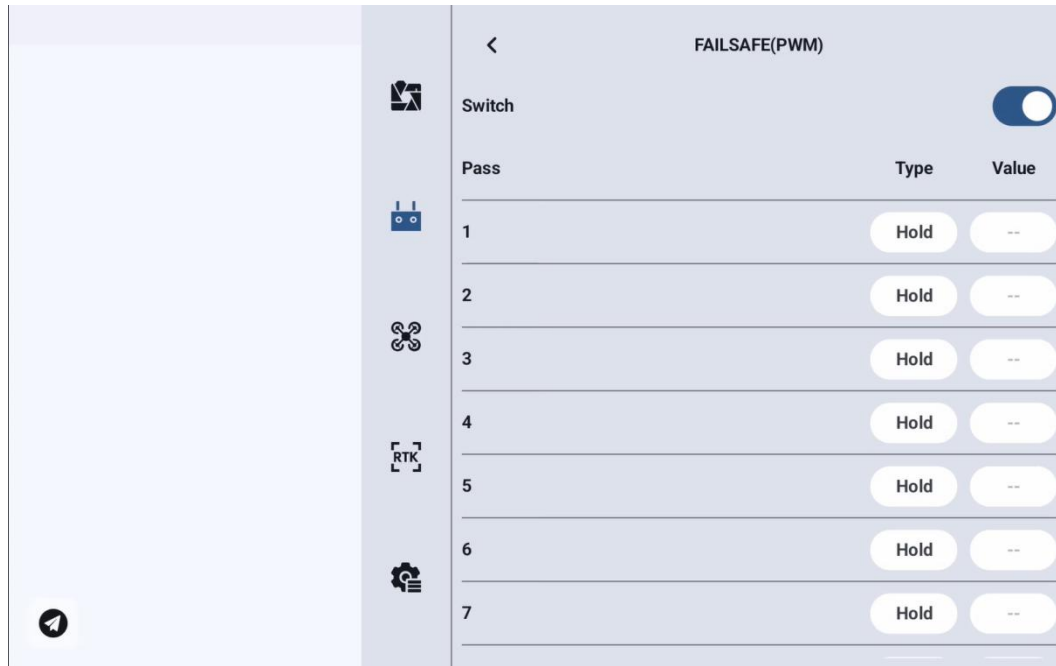 FAILSAFE(PWM)
Switch
Pass Type Value
1 Hold --
2 Hold --
RTK
3 Hold --
4 Hold --
5 Hold --
6 Hold --
7 Hold --